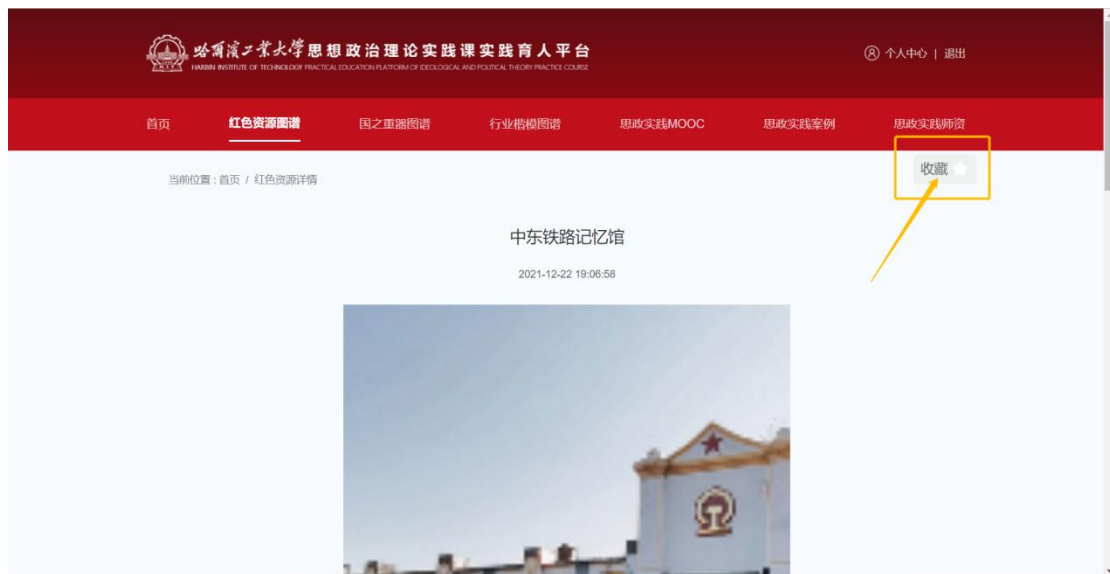 哈爾濱工業大學思想政治理论实践课实践育人平台
HARBIN INSTITUTE OF TECHNOLOGY PRACTICAL EDUCATION PLATFORM OF IDEOLOGICAL AND POLITICAL THEORY PRACTICE COURSE
个人中心 | 退出
首页 红色资源图谱 国之重器图谱 行业楷模图谱 思政实践MOOC 思政实践案例 思政实践师资
收藏
当前位置 : 首页 / 红色资源详情
中东铁路记忆馆
2021-12-22 19:06:58